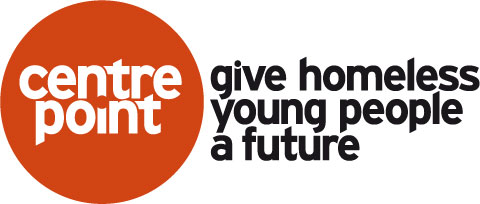 centre
point
give homeless
young people
a future